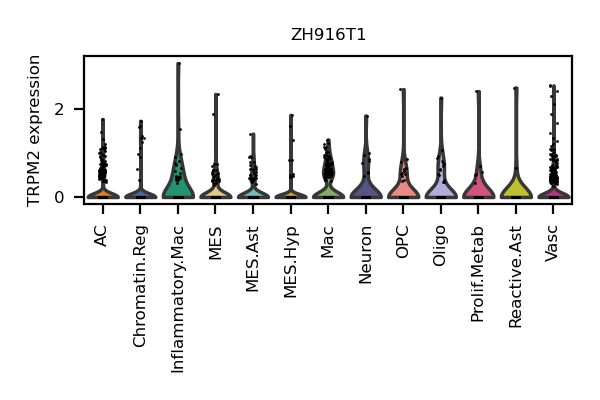 ZH916T1
TRPM2 expression
2
0
AC
Chromatin.Reg
Inflammatory.Mac
MES
MES.Ast
MES.Hyp
Mac
Neuron
OPC
Oligo
Prolif.Metab
Reactive.Ast
Vasc